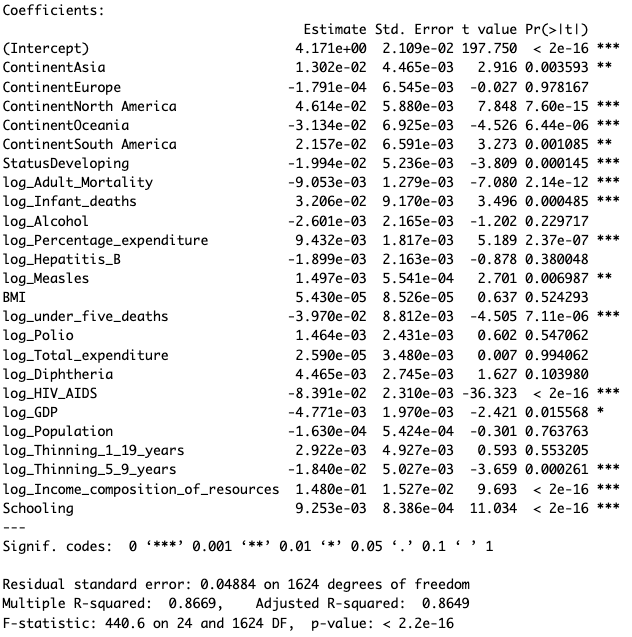 Coefficients:
Estimate Std. Error t value Pr(>|t|)
(Intercept) 4.171e+00 2.109e-02 197.750 < 2e-16 ***
ContinentAsia 1.302e-02 4.465e-03 2.916 0.003593 **
ContinentEurope -1.791e-04 6.545e-03 -0.027 0.978167
ContinentNorth America 4.614e-02 5.880e-03 7.848 7.60e-15 ***
ContinentOceania -3.134e-02 6.925e-03 -4.526 6.44e-06 ***
ContinentSouth America 2.157e-02 6.591e-03 3.273 0.001085 **
StatusDeveloping -1.994e-02 5.236e-03 -3.809 0.000145 ***
log_Adult_Mortality -9.053e-03 1.279e-03 -7.080 2.14e-12 ***
log_Infant_deaths 3.206e-02 9.170e-03 3.496 0.000485 ***
log_Alcohol -2.601e-03 2.165e-03 -1.202 0.229717
log_Percentage_expenditure 9.432e-03 1.817e-03 5.189 2.37e-07 ***
log_Hepatitis_B -1.899e-03 2.163e-03 -0.878 0.380048
log_Measles 1.497e-03 5.541e-04 2.701 0.006987 **
BMI 5.430e-05 8.526e-05 0.637 0.524293
log_under_five_deaths -3.970e-02 8.812e-03 -4.505 7.11e-06 ***
log_Polio 1.464e-03 2.431e-03 0.602 0.547062
log_Total_expenditure 2.590e-05 3.480e-03 0.007 0.994062
log_Diphtheria 4.465e-03 2.745e-03 1.627 0.103980
log_HIV_AIDS -8.391e-02 2.310e-03 -36.323 < 2e-16 ***
log_GDP -4.771e-03 1.970e-03 -2.421 0.015568 *
log_Population -1.630e-04 5.424e-04 -0.301 0.763763
log_Thinning_1_19_years 2.922e-03 4.927e-03 0.593 0.553205
log_Thinning_5_9_years -1.840e-02 5.027e-03 -3.659 0.000261 ***
log_Income_composition_of_resources 1.480e-01 1.527e-02 9.693 < 2e-16 ***
Schooling 9.253e-03 8.386e-04 11.034 < 2e-16 ***
---
Signif. codes: 0 ‘***’ 0.001 ‘**’ 0.01 ‘*’ 0.05 ‘.’ 0.1 ‘ ’ 1
Residual standard error: 0.04884 on 1624 degrees of freedom
Multiple R-squared: 0.8669, Adjusted R-squared: 0.8649
F-statistic: 440.6 on 24 and 1624 DF, p-value: < 2.2e-16